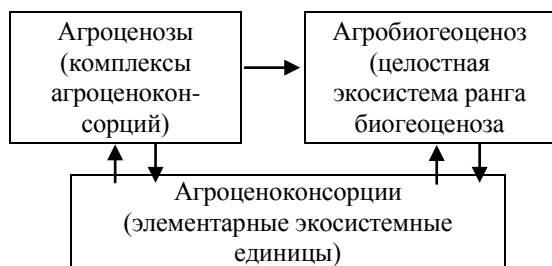 Агроценозы
(комплексы
агроценокон-
сорций)
Агробиогеоценоз
(целостная
экосистема ранга
биогеоценоза
Агроценоконсорции
(элементарные экосистемные
единицы)